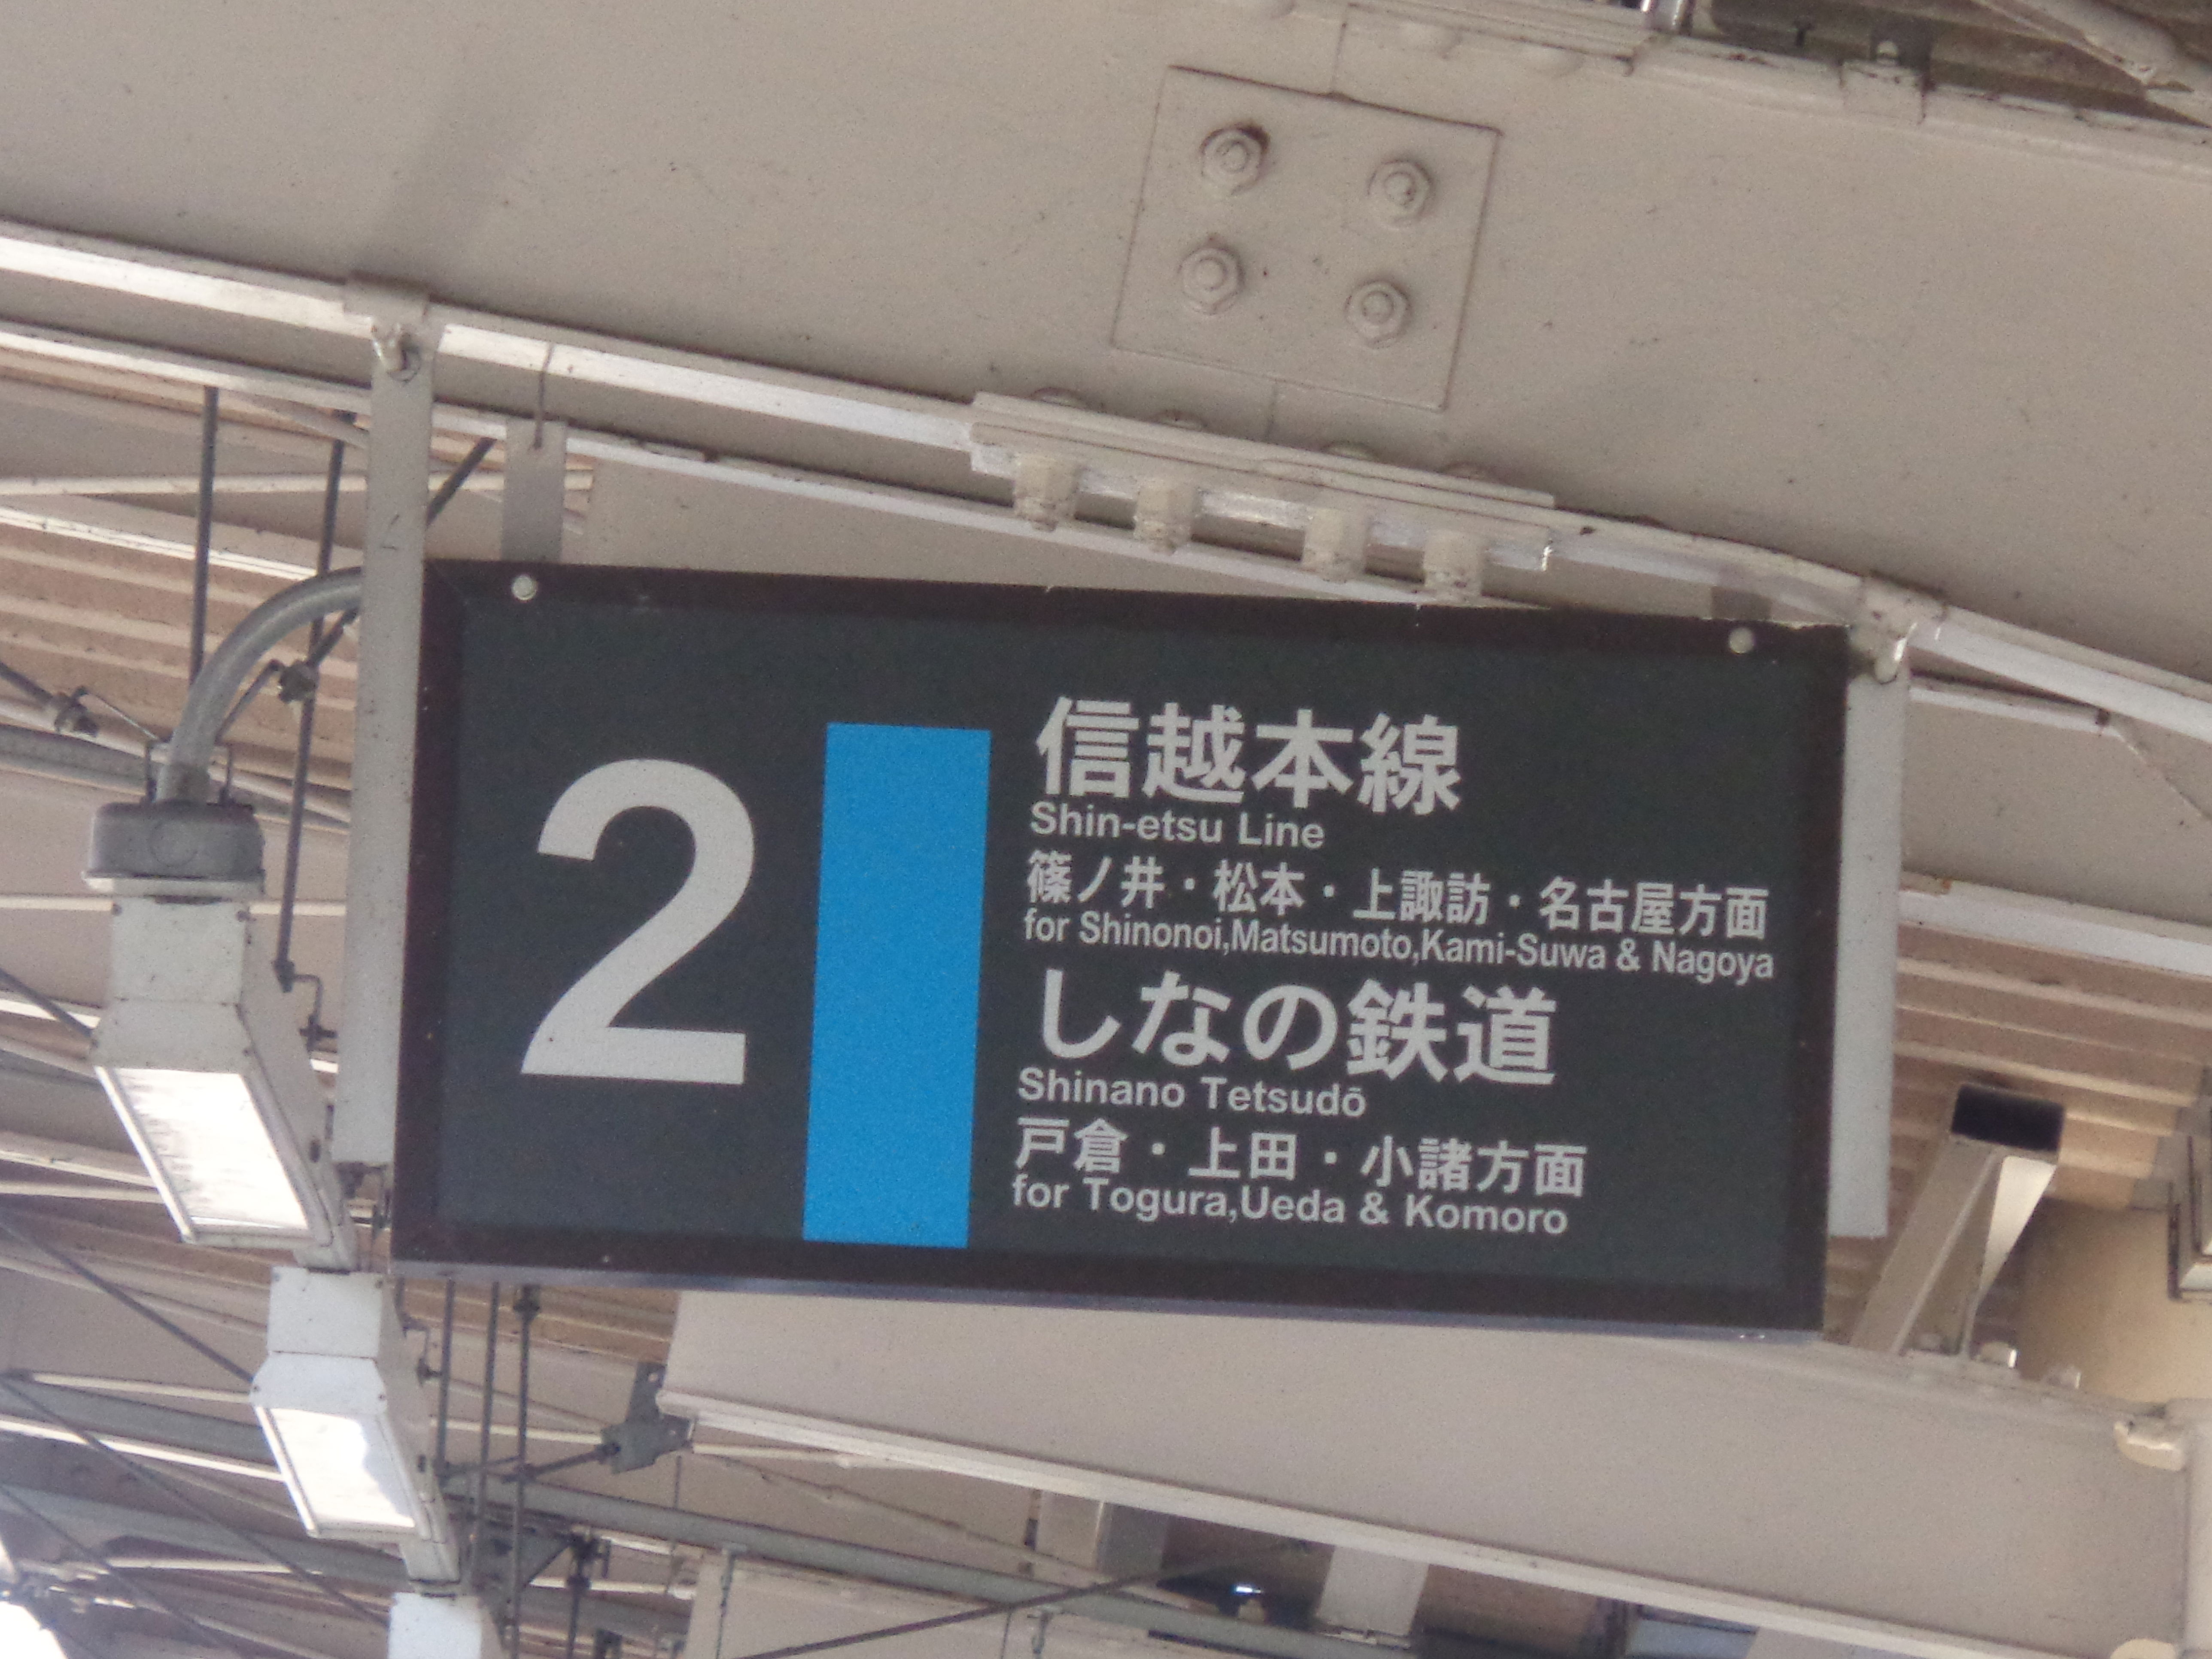 2
信越本線
Shin-etsu Line
篠ノ井・松本・上諏訪・名古屋方面
for Shinonoi,Matsumoto,Kami-Suwa & Nagoya
しなの鉄道
Shinano Tetsudō
戸倉・上田・小諸方面
for Togura,Ueda & Komoro